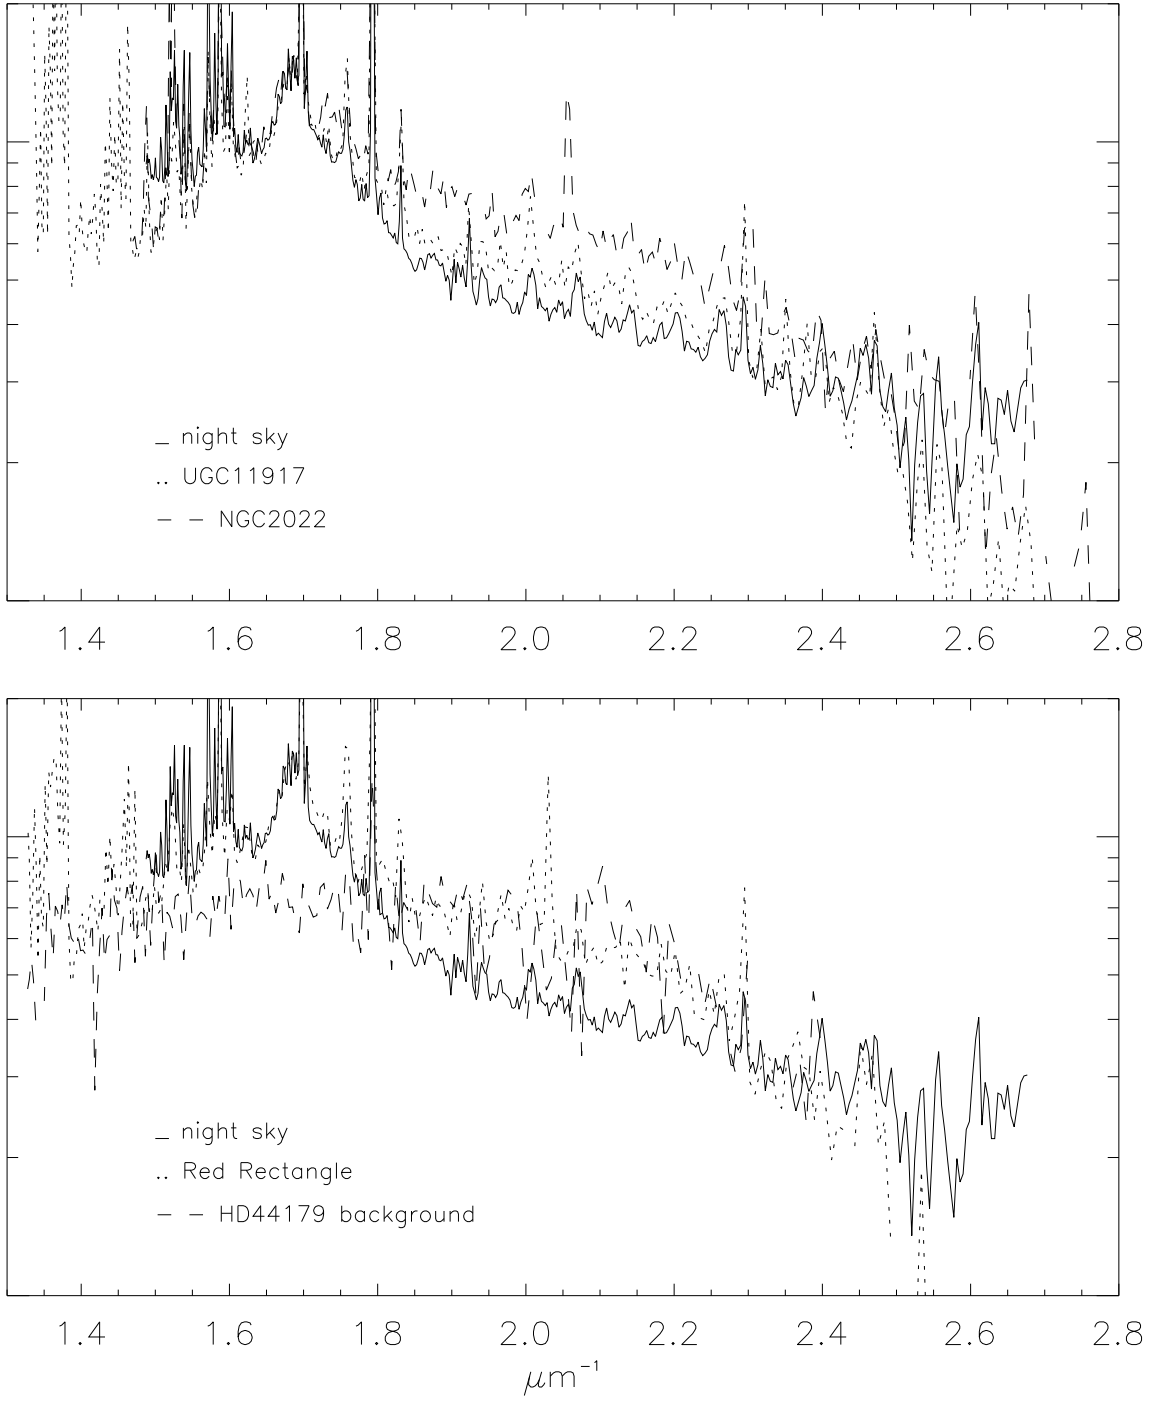 _ night sky
.. UGC11917
– – NGC2022
1.4 1.6 1.8 2.0 2.2 2.4 2.6 2.8
_ night sky
.. Red Rectangle
– – HD44179 background
1.4 1.6 1.8 2.0 2.2 2.4 2.6 2.8
μm⁻¹